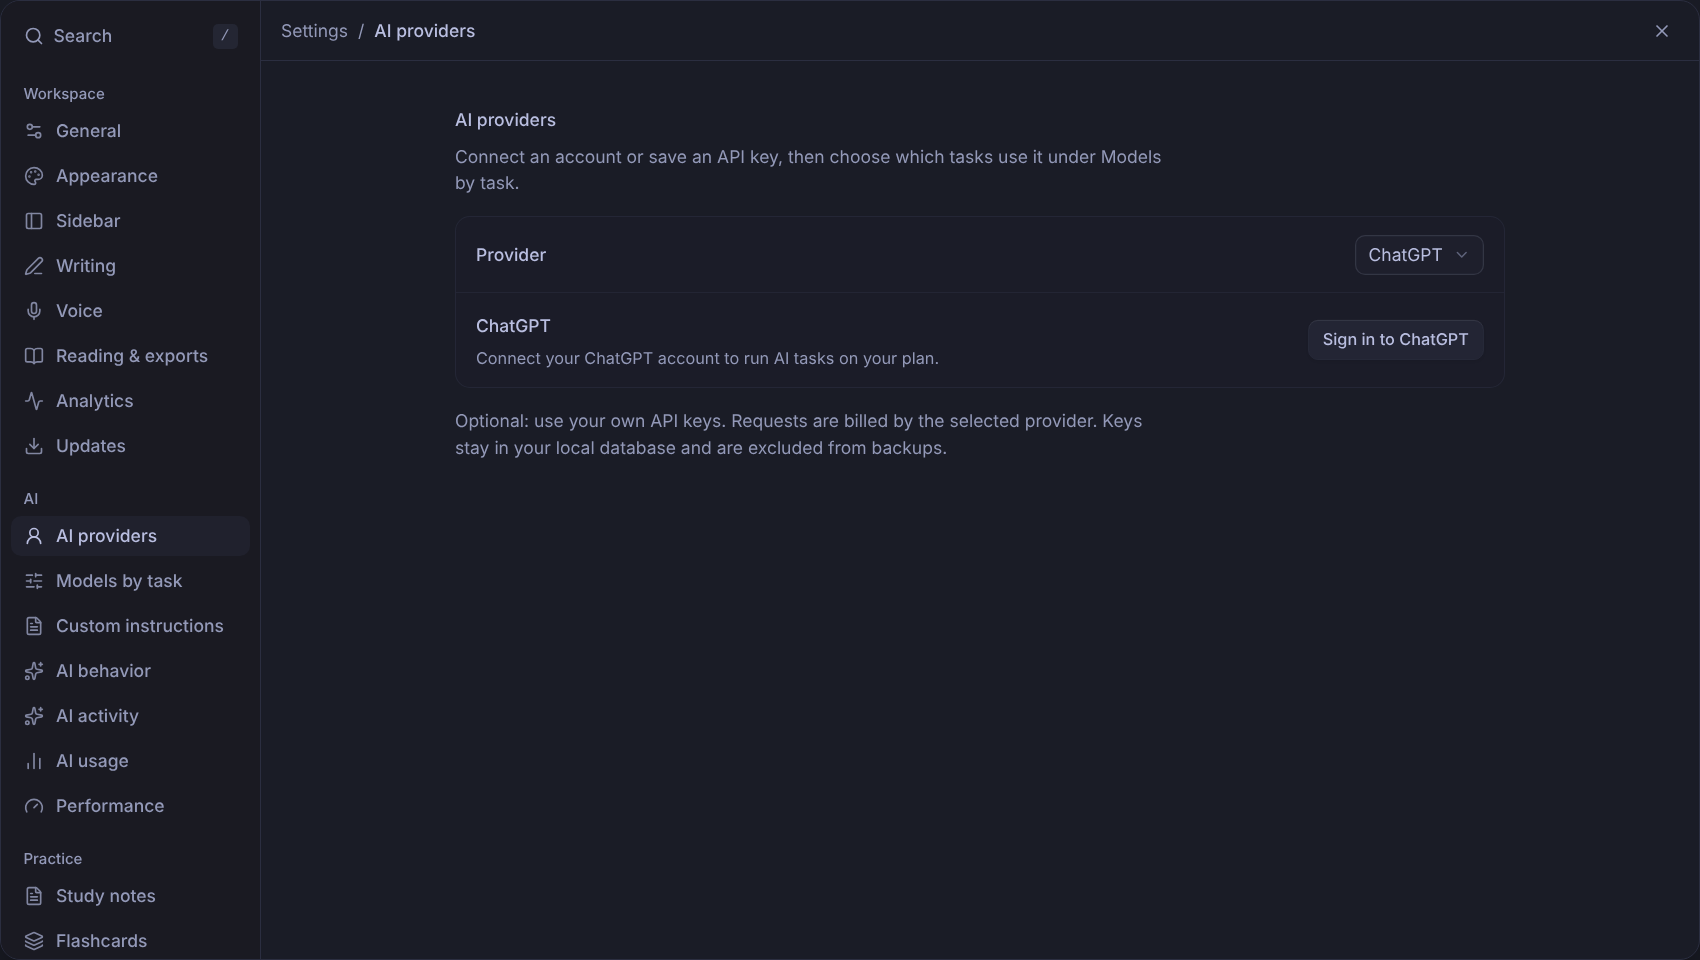 Search /
Workspace
General
Appearance
Sidebar
Writing
Voice
Reading & exports
Analytics
Updates
AI
AI providers
Models by task
Custom instructions
AI behavior
AI activity
AI usage
Performance
Practice
Study notes
Flashcards
Settings / AI providers
AI providers
Connect an account or save an API key, then choose which tasks use it under Models
by task.
Provider
ChatGPT
ChatGPT
Connect your ChatGPT account to run AI tasks on your plan.
Sign in to ChatGPT
Optional: use your own API keys. Requests are billed by the selected provider. Keys
stay in your local database and are excluded from backups.